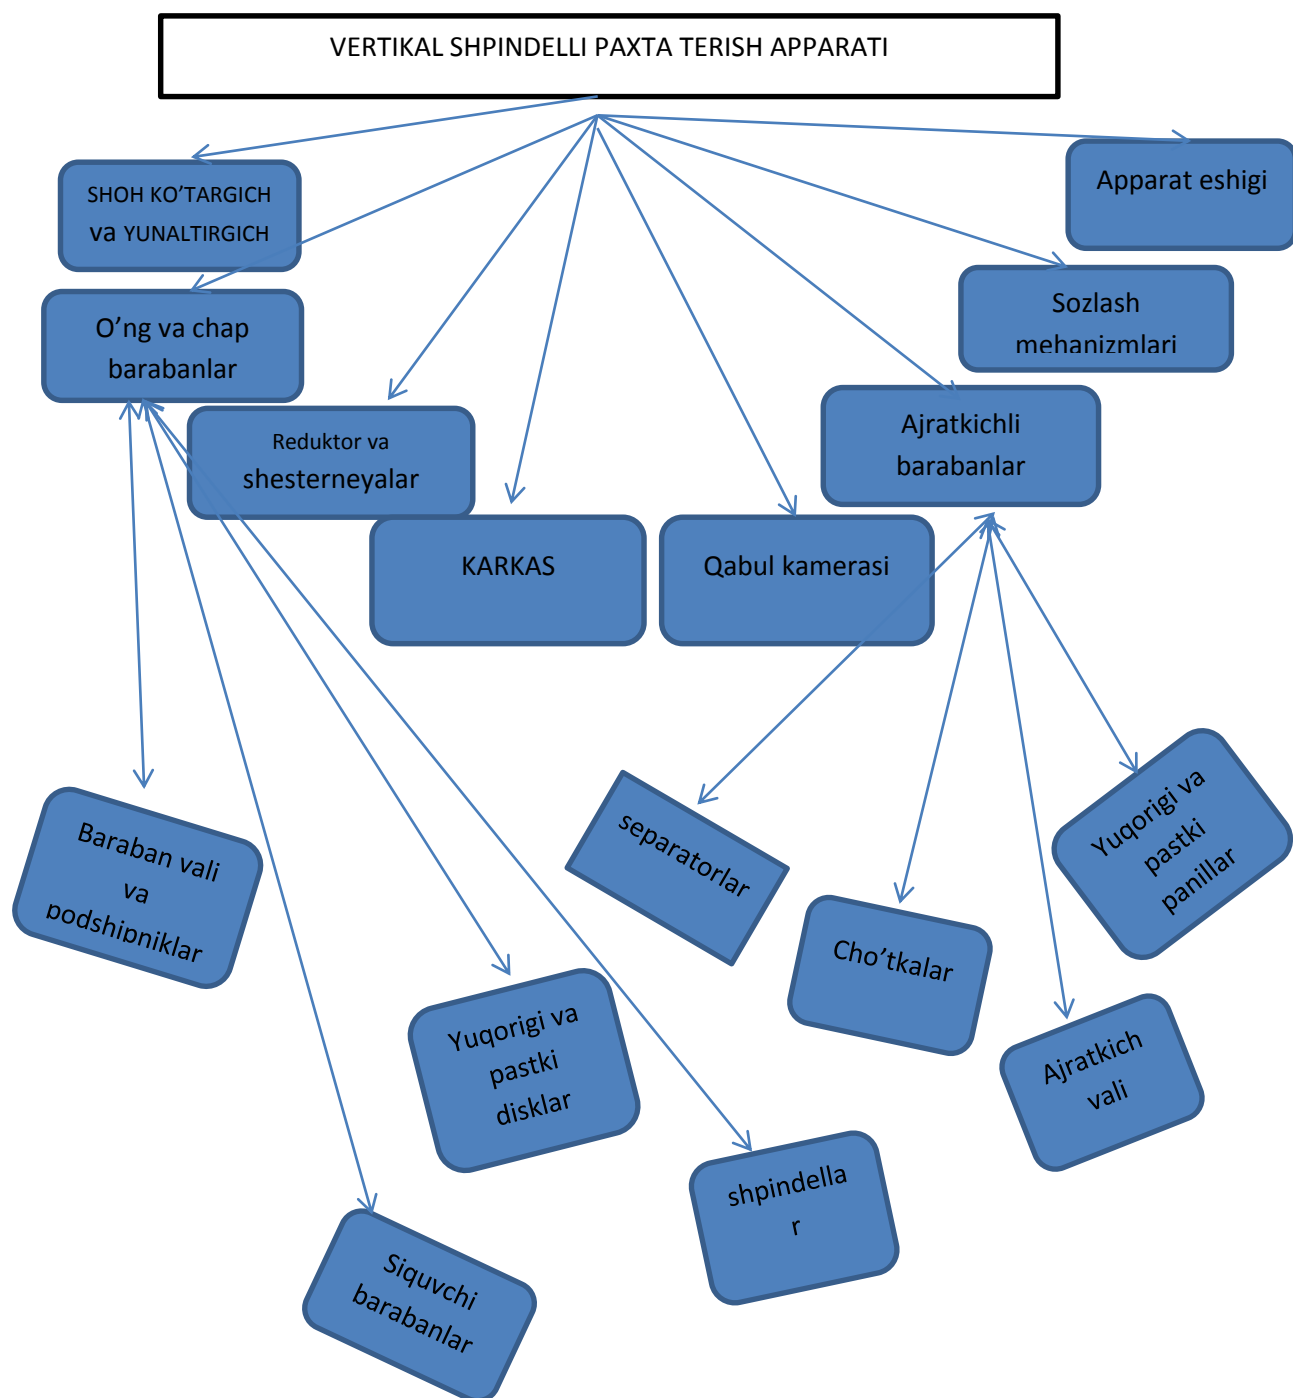 VERTIKAL SHPINDELLI PAXTA TERISH APPARATI
SHOH KO’TARGICH
va YUNALTIRGICH
Apparat eshigi
O’ng va chap
barabanlar
Sozlash
mehanizmlari
Reduktor va
shesterneyalar
Ajratkichli
barabanlar
KARKAS
Qabul kamerasi
Baraban vali
va
podshipniklar
separatorlar
Yuqorigi va
pastki
panillar
Cho’tkalar
Yuqorigi va
pastki
disklar
Ajratkich
vali
shpindella
r
Siquvchi
barabanlar